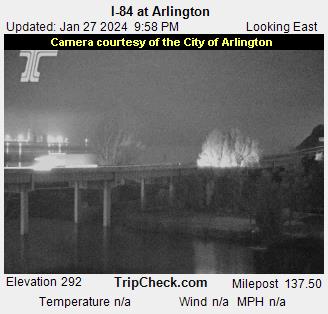 I-84 at Arlington
Updated: Jan 27 2024 9:58 PM Looking East
Camera courtesy of the City of Arlington
Elevation 292 TripCheck.com Milepost 137.50
Temperature n/a Wind n/a MPH n/a